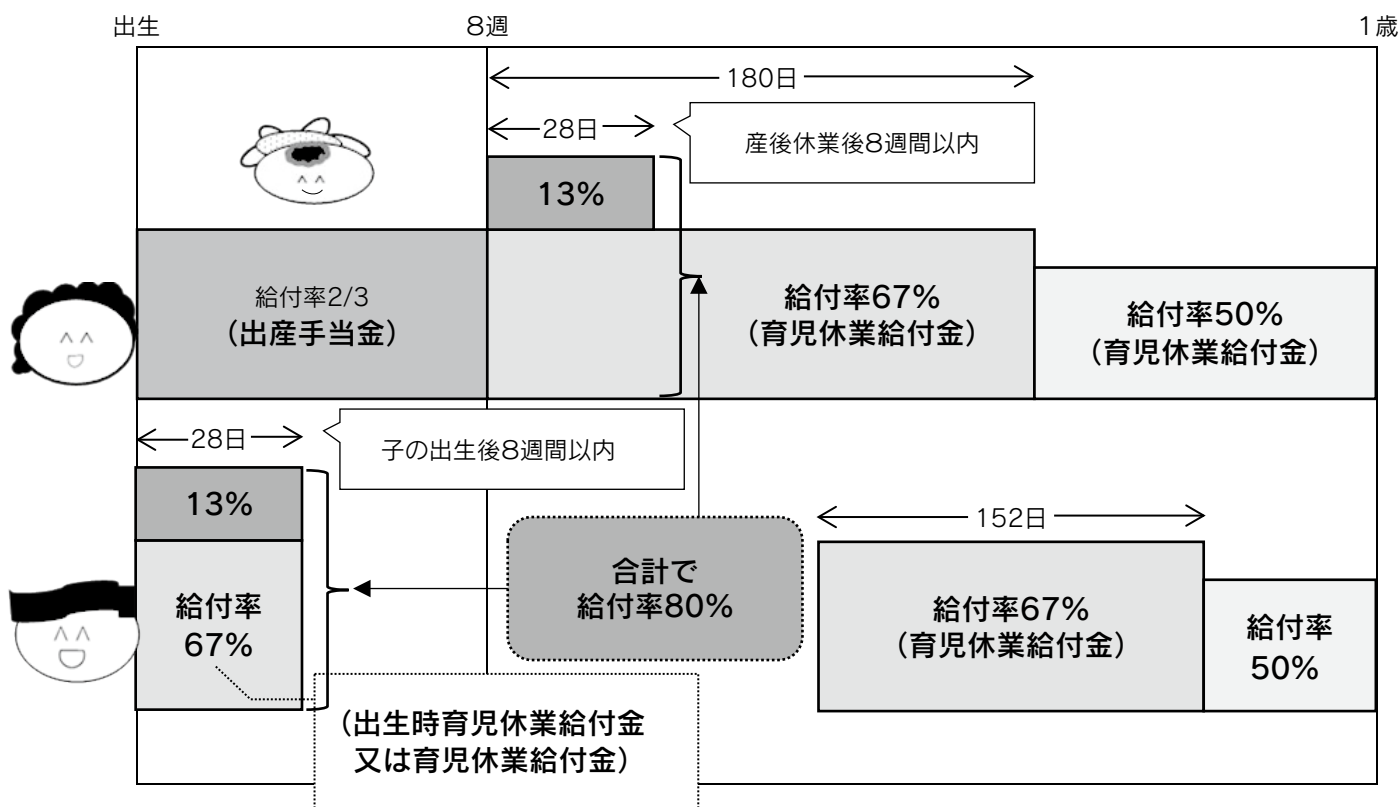 出生
8週
1歳
180日
28日
産後休業後8週間以内
13%
給付率2/3
（出産手当金）
給付率67%
（育児休業給付金）
給付率50%
（育児休業給付金）
28日
子の出生後8週間以内
13%
給付率
67%
合計で
給付率80%
152日
給付率67%
（育児休業給付金）
給付率
50%
（出生時育児休業給付金
又は育児休業給付金）